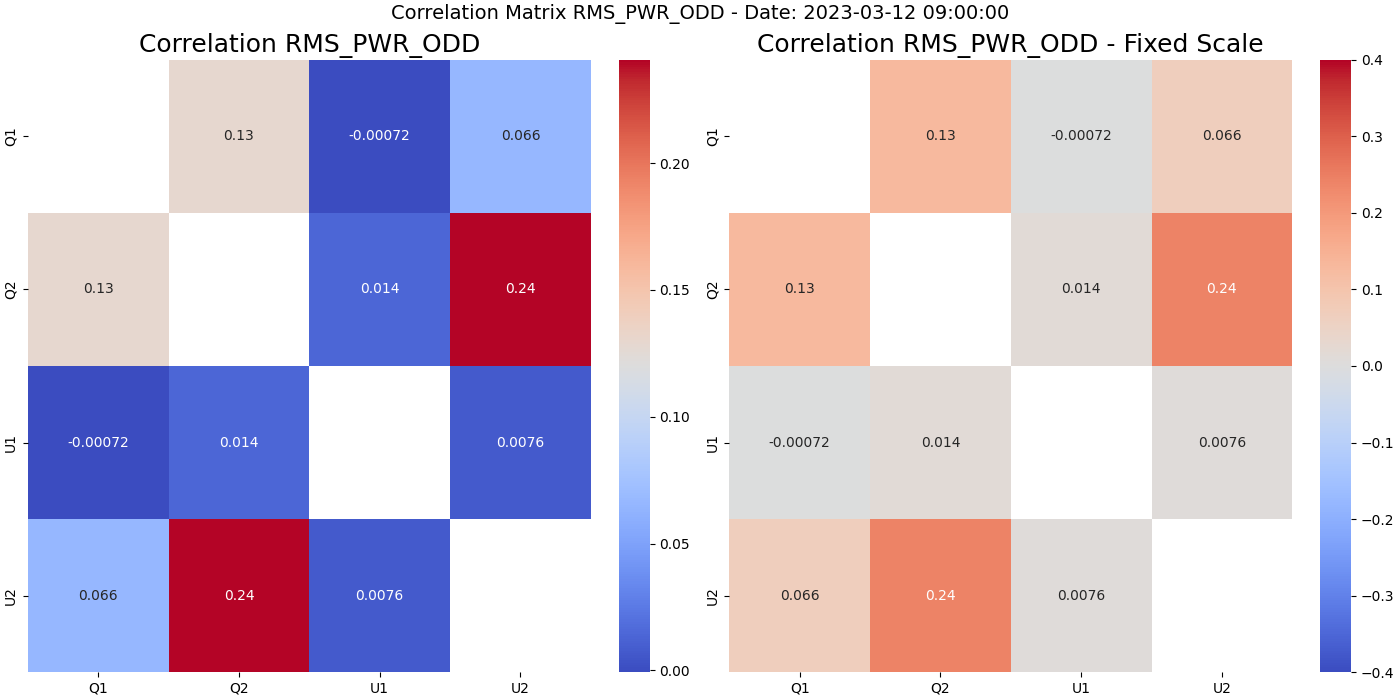 Correlation Matrix RMS_PWR_ODD - Date: 2023-03-12 09:00:00
Correlation RMS_PWR_ODD
Q1
0.13
-0.00072
0.066
Q2
0.13
0.014
0.24
U1
-0.00072
0.014
0.0076
U2
0.066
0.24
0.0076
Q1
Q2
U1
U2
0.20
0.15
0.10
0.05
0.00
Correlation RMS_PWR_ODD - Fixed Scale
Q1
0.13
-0.00072
0.066
Q2
0.13
0.014
0.24
U1
-0.00072
0.014
0.0076
U2
0.066
0.24
0.0076
Q1
Q2
U1
U2
0.4
0.3
0.2
0.1
0.0
−0.1
−0.2
−0.3
−0.4